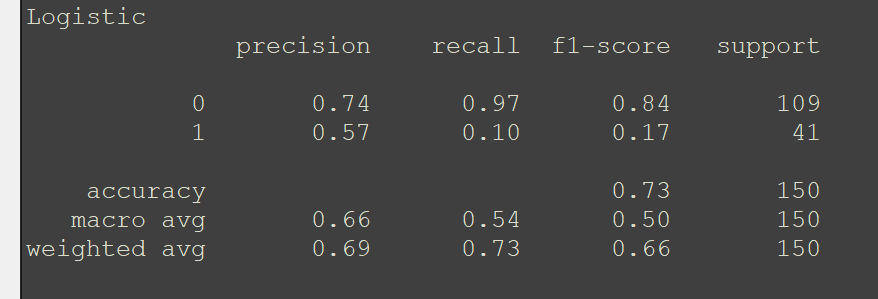 Logistic
precision recall f1-score support
0 0.74 0.97 0.84 109
1 0.57 0.10 0.17 41
accuracy 0.73 150
macro avg 0.66 0.54 0.50 150
weighted avg 0.69 0.73 0.66 150